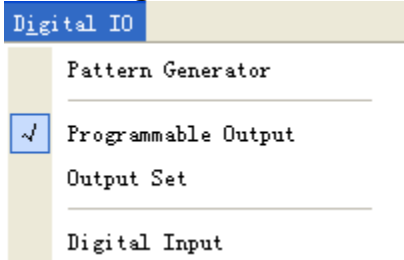 Digital IO
Pattern Generator
Programmable Output
Output Set
Digital Input